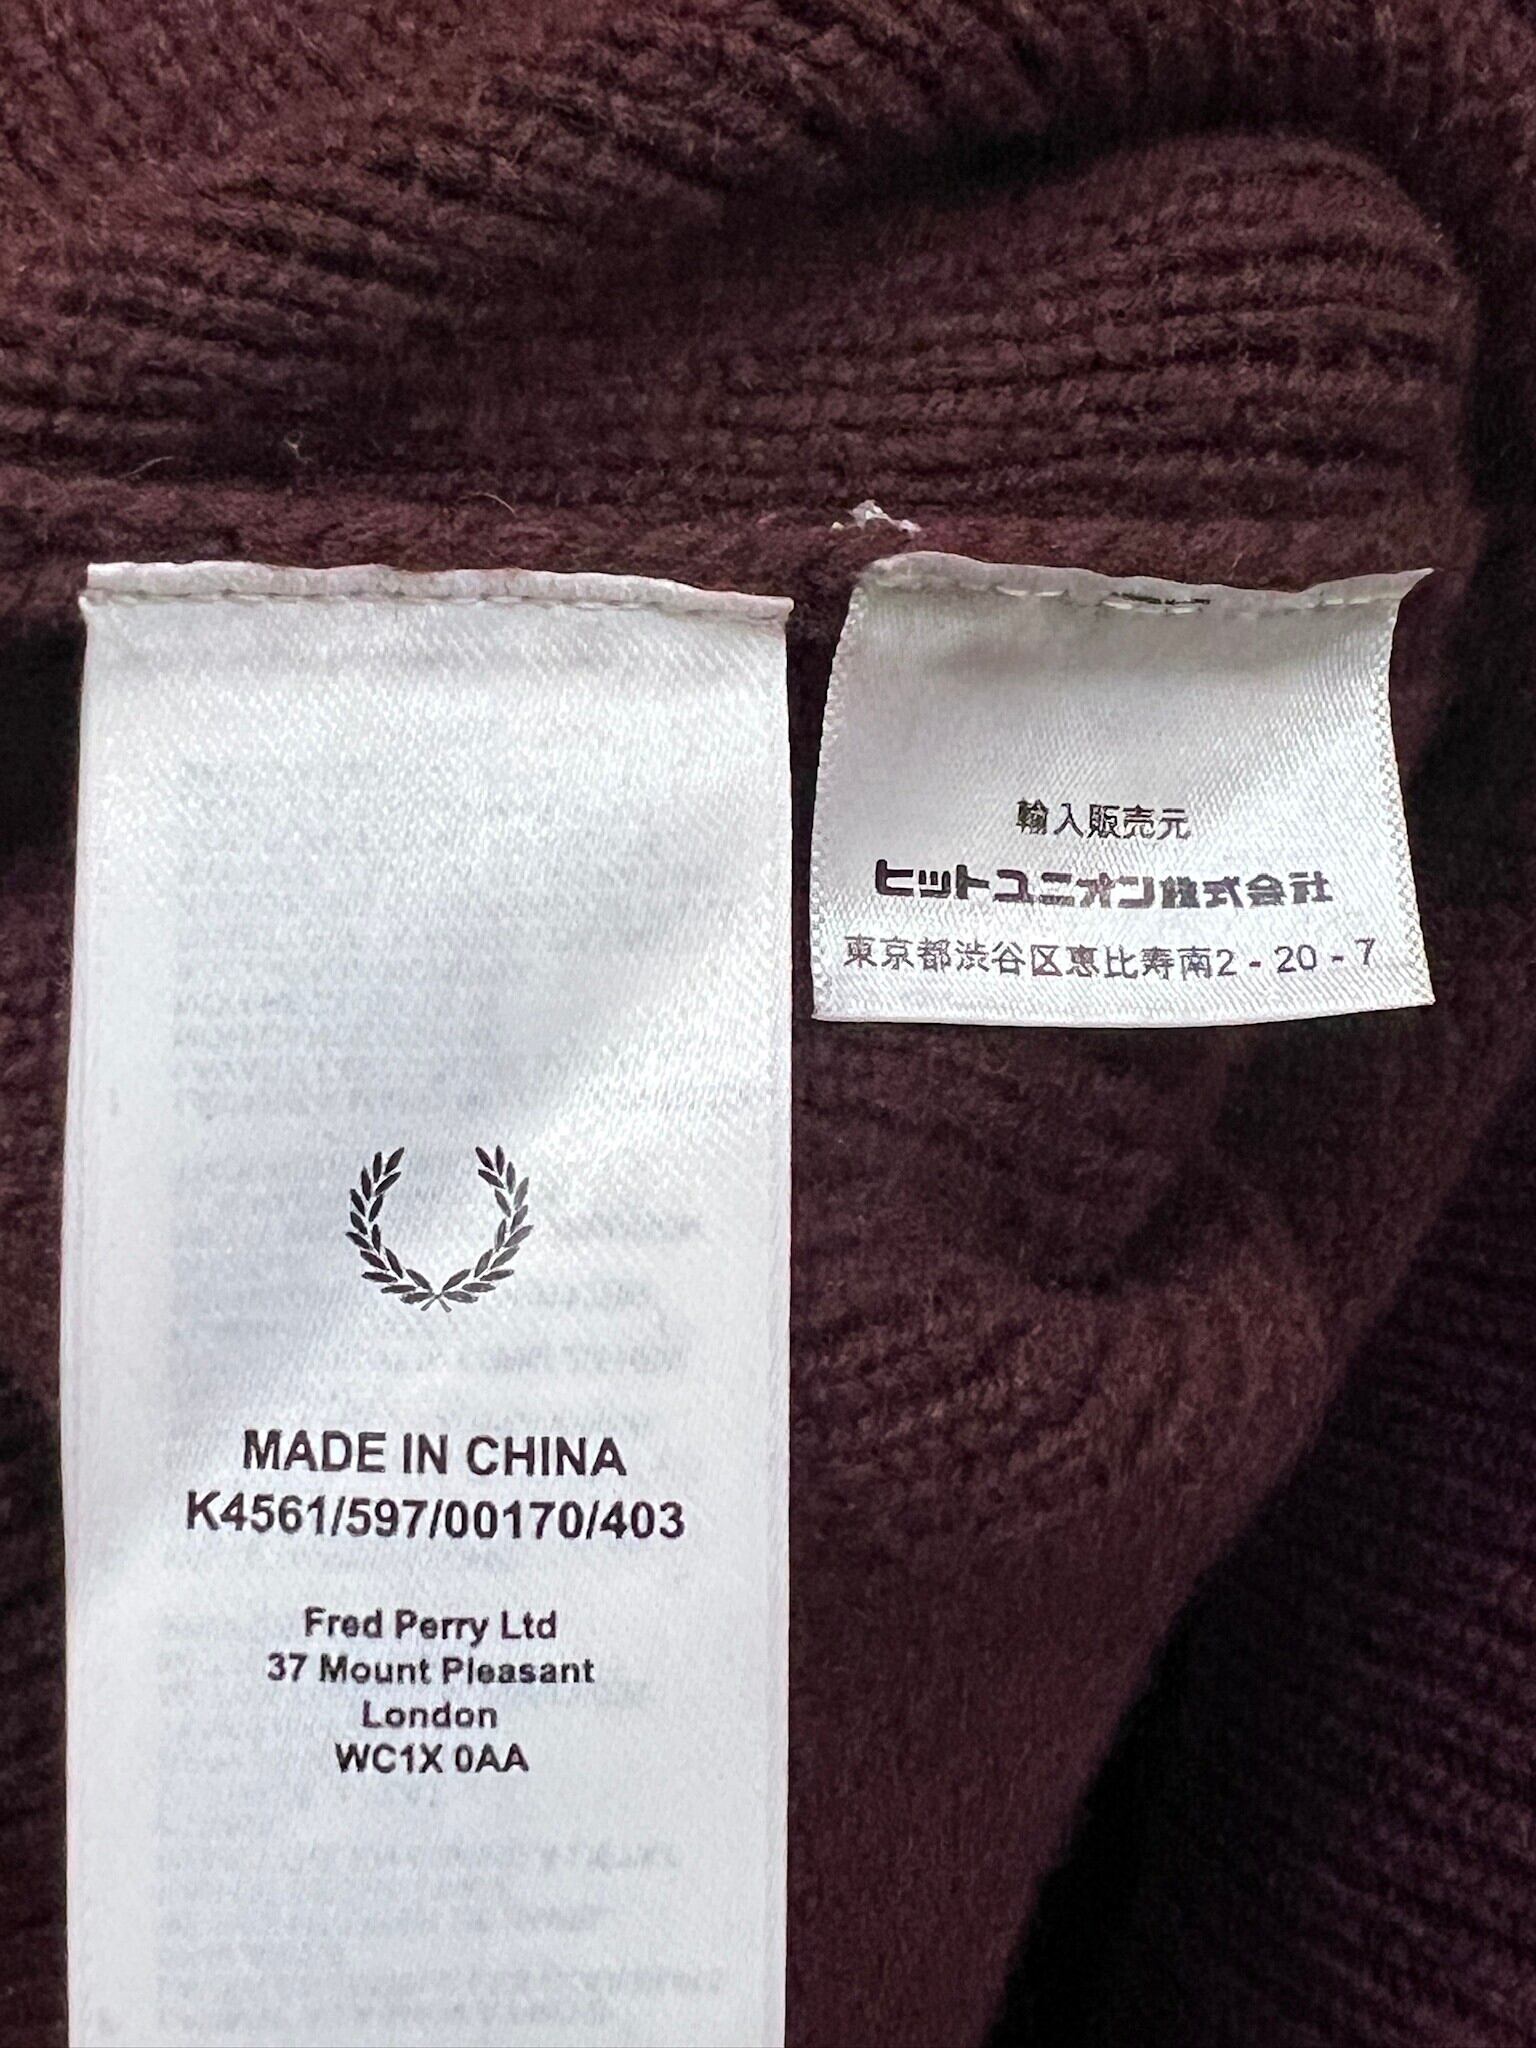 MADE IN CHINA
K4561/597/00170/403
Fred Perry Ltd
37 Mount Pleasant
London
WC1X 0AA
輸入販売元
ヒットユニオン株式会社
東京都渋谷区恵比寿南2-20-7